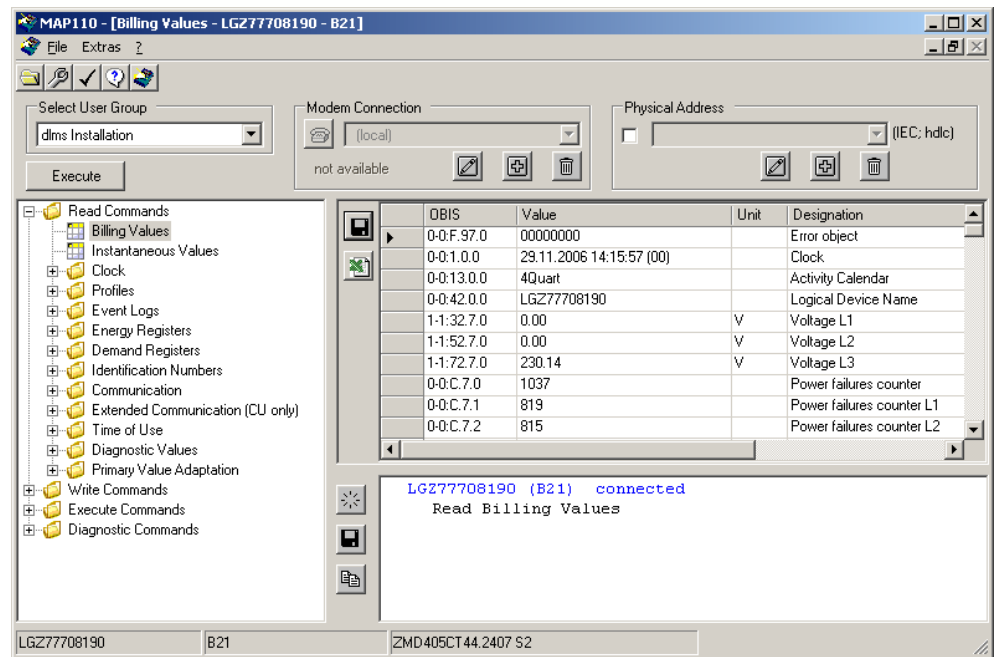 MAP110 - [Billing Values - LGZ77708190 - B21]
File Extras ?
Select User Group
dlms Installation
Execute
Modem Connection
(local)
not available
Physical Address
(IEC; hdlc)
Read Commands
Billing Values
Instantaneous Values
Clock
Profiles
Event Logs
Energy Registers
Demand Registers
Identification Numbers
Communication
Extended Communication (CU only)
Time of Use
Diagnostic Values
Primary Value Adaptation
Write Commands
Execute Commands
Diagnostic Commands
OBIS Value Unit Designation
0-0:F.97.0 00000000 Error object
0-0:1.0.0 29.11.2006 14:15:57 (00) Clock
0-0:13.0.0 4Quart Activity Calendar
0-0:42.0.0 LGZ77708190 Logical Device Name
1-1:32.7.0 0.00 V Voltage L1
1-1:52.7.0 0.00 V Voltage L2
1-1:72.7.0 230.14 V Voltage L3
0-0:C.7.0 1037 Power failures counter
0-0:C.7.1 819 Power failures counter L1
0-0:C.7.2 815 Power failures counter L2
LGZ77708190 (B21) connected
Read Billing Values
LGZ77708190 B21 ZMD405CT44.2407 S2